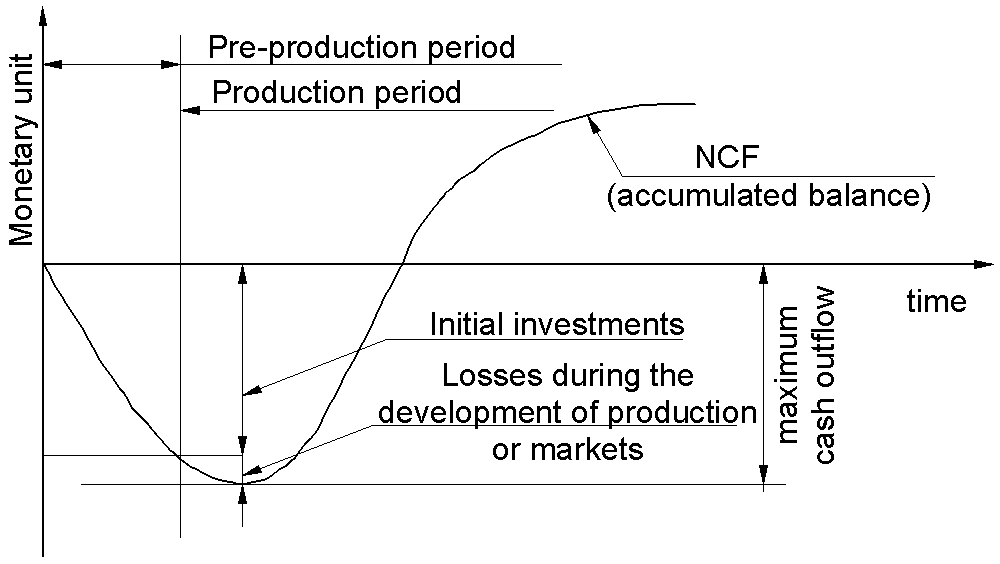 Monetary unit
Pre-production period
Production period
NCF
(accumulated balance)
time
Initial investments
Losses during the
development of production
or markets
maximum
cash outflow